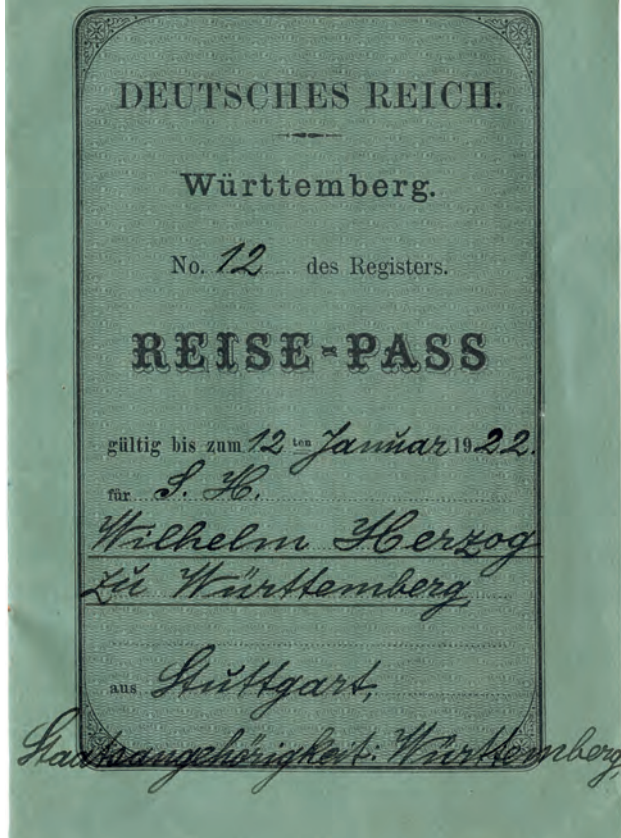 DEUTSCHES REICH.
Württemberg.
No. 12 des Registers.
REISE-PASS
gültig bis zum 12ten Januar 1922.
für S. H.
Wilhelm Herzog
zu Württemberg
aus Stuttgart,
Staatsangehörigkeit: Württemberg,